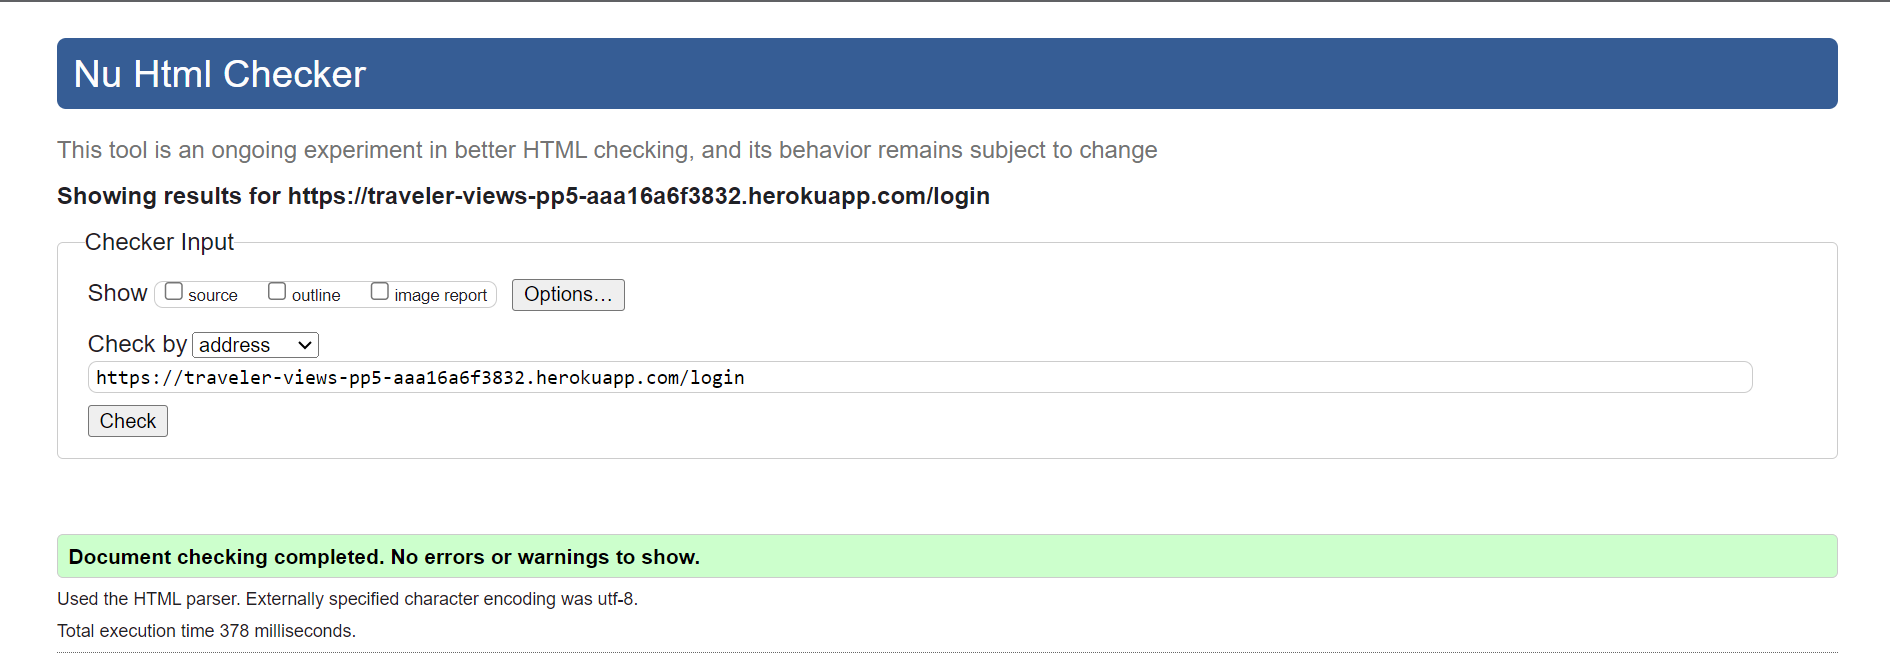 Nu Html Checker
This tool is an ongoing experiment in better HTML checking, and its behavior remains subject to change
Showing results for https://traveler-views-pp5-aaa16a6f3832.herokuapp.com/login
Checker Input
Show source outline image report Options...
Check by address
https://traveler-views-pp5-aaa16a6f3832.herokuapp.com/login
Check
Document checking completed. No errors or warnings to show.
Used the HTML parser. Externally specified character encoding was utf-8.
Total execution time 378 milliseconds.